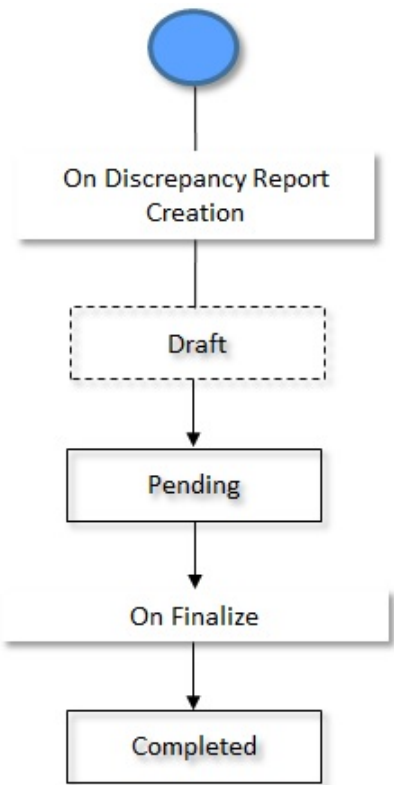 On Discrepancy Report
Creation
Draft
Pending
On Finalize
Completed